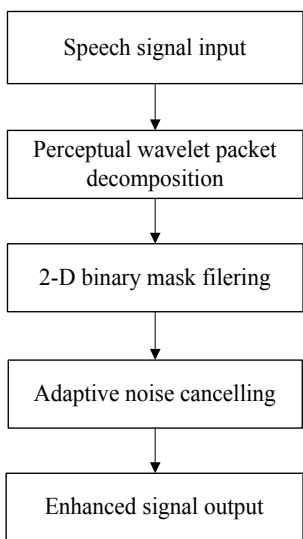 Speech signal input
Perceptual wavelet packet
decomposition
2-D binary mask filering
Adaptive noise cancelling
Enhanced signal output